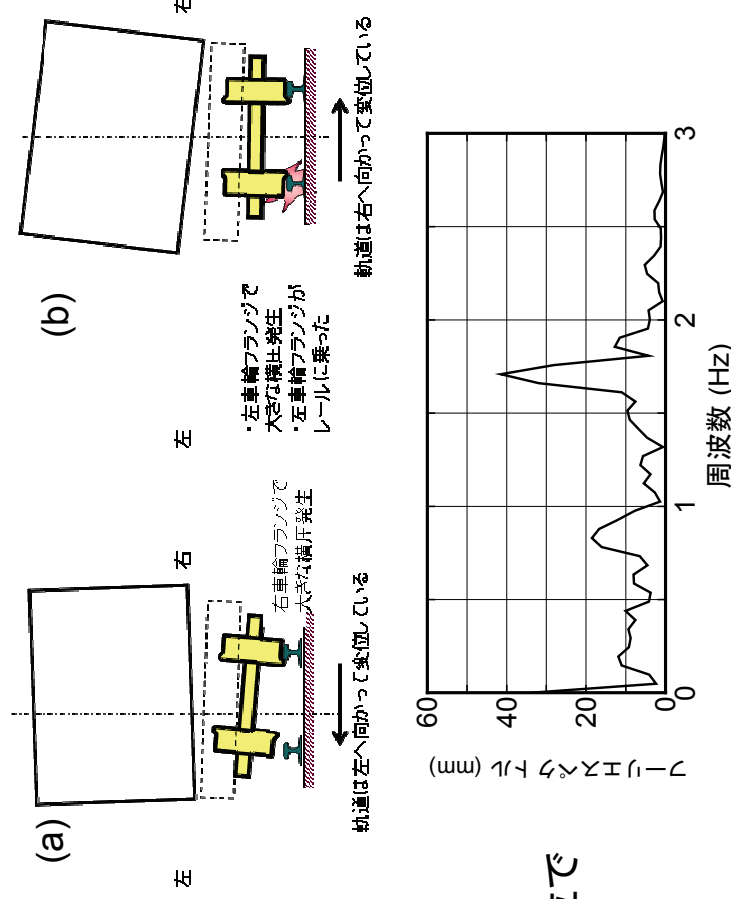 (a)
左
右
右車輪フランジで
大きな横圧発生
軌道は左へ向かって変位している
(b)
左
右
・左車輪フランジで
大きな横圧発生
・左車輪フランジが
レールに乗った
軌道は右へ向かって変位している
フーリエスペクトル (mm)
60
40
20
0
0
1
2
3
周波数 (Hz)